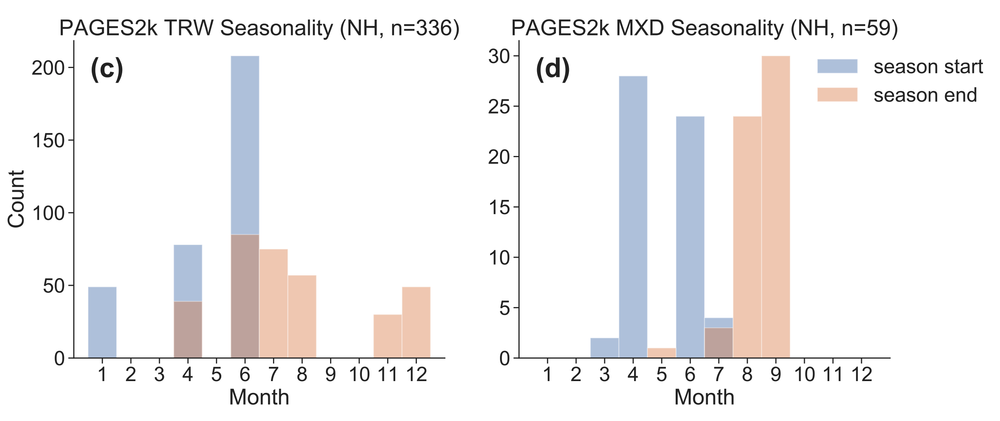 PAGES2k TRW Seasonality (NH, n=336)
(c)
Count
200
150
100
50
0
1 2 3 4 5 6 7 8 9 10 11 12
Month
PAGES2k MXD Seasonality (NH, n=59)
(d)
30
25
20
15
10
5
0
1 2 3 4 5 6 7 8 9 10 11 12
Month
season start
season end